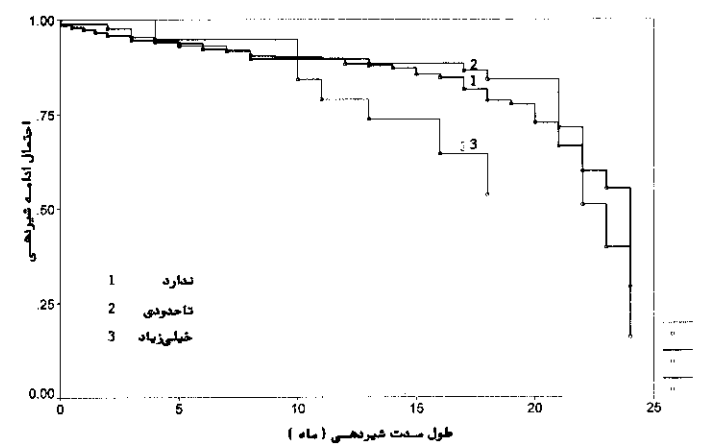 1.00
.75
.50
.25
0.00
احتمال ادامه شیردهی
2
1
3
1 ندارد
2 تاحدودی
3 خیلی‌زیاد
0 5 10 15 20 25
طول مدت شیردهی ( ماه )